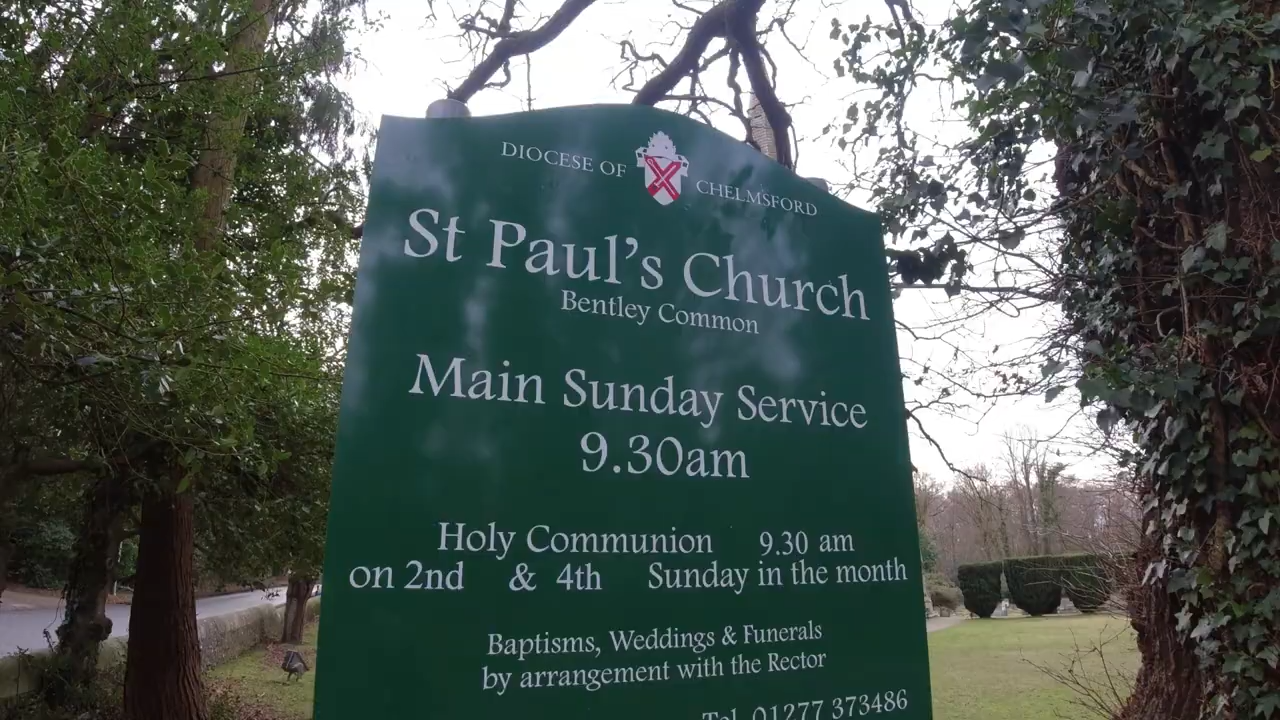 DIOCESE OF CHELMSFORD
St Paul's Church
Bentley Common
Main Sunday Service
9.30am
Holy Communion 9.30 am
on 2nd & 4th Sunday in the month
Baptisms, Weddings & Funerals
by arrangement with the Rector
Tel. 01277 373486